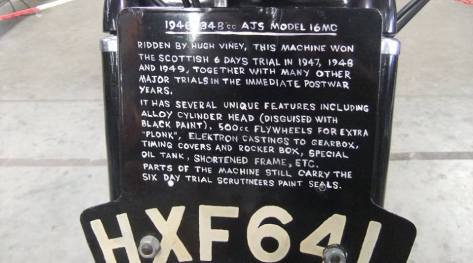 1946 348cc AJS MODEL 16MC
RIDDEN BY HUGH VINEY, THIS MACHINE WON
THE SCOTTISH 6 DAYS TRIAL IN 1947, 1948
AND 1949, TOGETHER WITH MANY OTHER
MAJOR TRIALS IN THE IMMEDIATE POSTWAR
YEARS.
IT HAS SEVERAL UNIQUE FEATURES INCLUDING
ALLOY CYLINDER HEAD (DISGUISED WITH
BLACK PAINT), 500cc FLYWHEELS FOR EXTRA
"PLONK", ELEKTRON CASTINGS TO GEARBOX,
TIMING COVERS AND ROCKER BOX, SPECIAL
OIL TANK, SHORTENED FRAME, ETC.
PARTS OF THE MACHINE STILL CARRY THE
SIX DAY TRIAL SCRUTINEERS PAINT SEALS.
HXF641